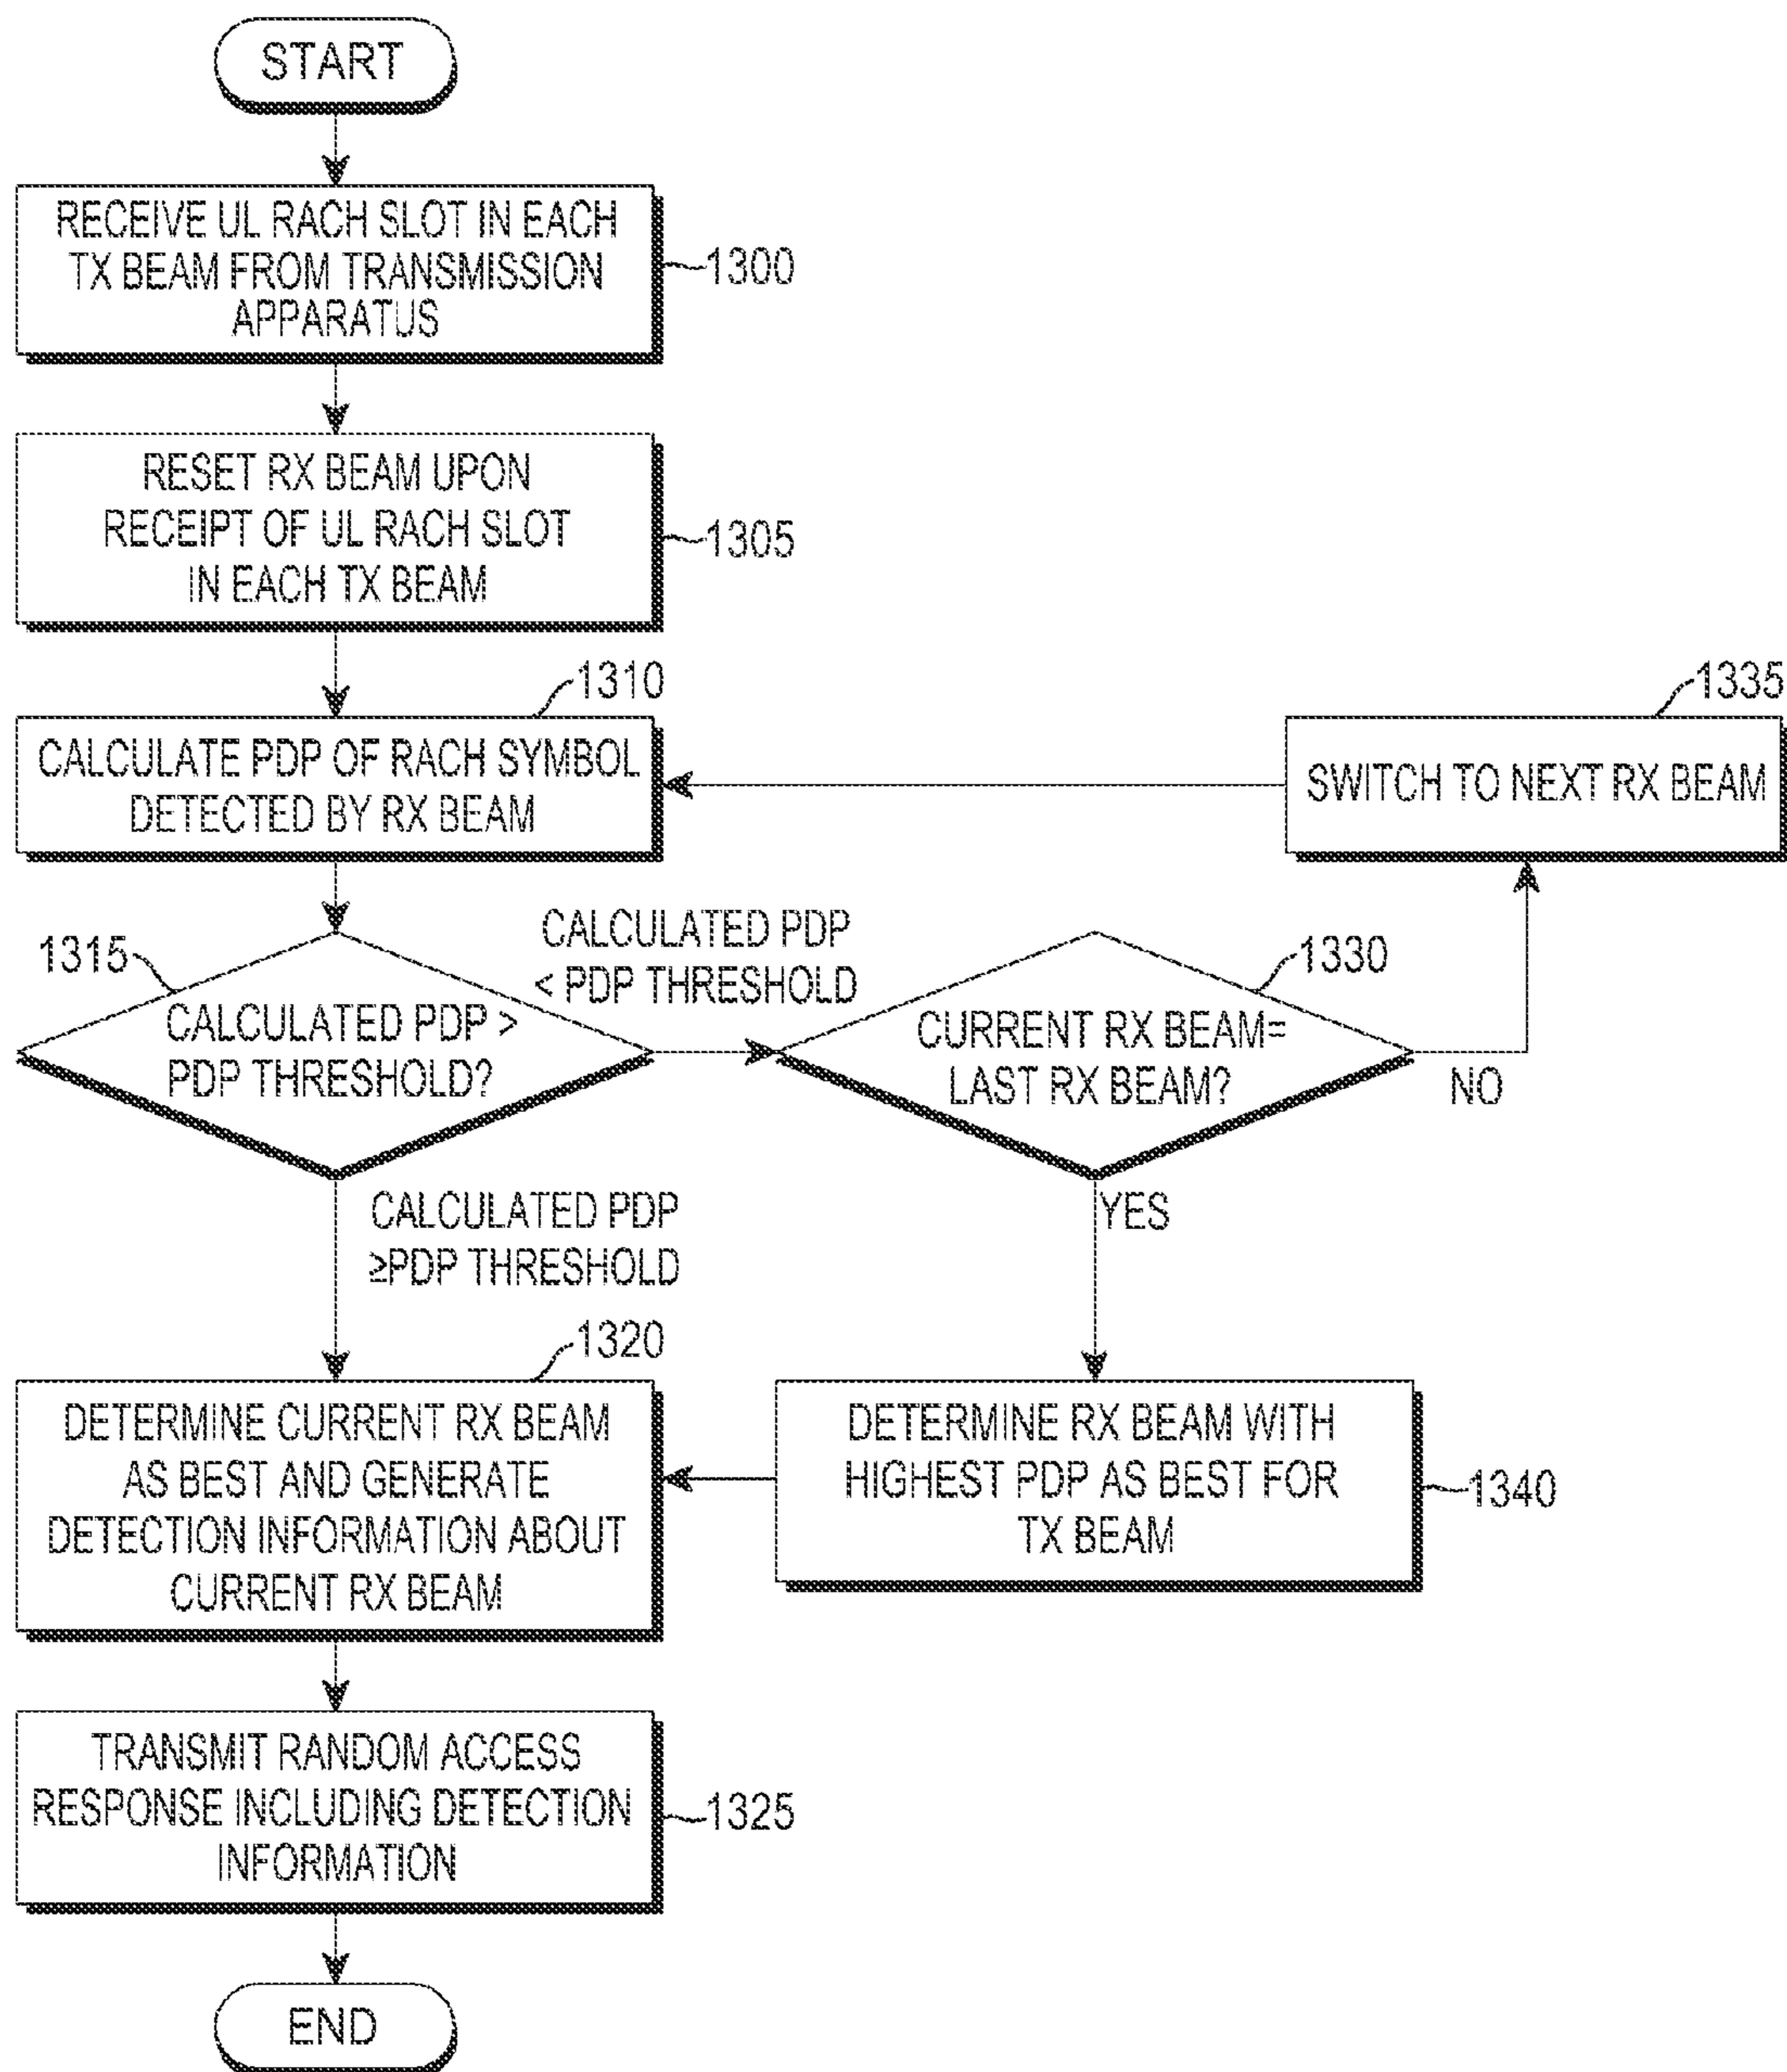 START
RECEIVE UL RACH SLOT IN EACH
TX BEAM FROM TRANSMISSION
APPARATUS
1300
RESET RX BEAM UPON
RECEIPT OF UL RACH SLOT
IN EACH TX BEAM
1305
1310
CALCULATE PDP OF RACH SYMBOL
DETECTED BY RX BEAM
1335
SWITCH TO NEXT RX BEAM
1315
CALCULATED PDP >
PDP THRESHOLD?
CALCULATED PDP
< PDP THRESHOLD
1330
CURRENT RX BEAM=
LAST RX BEAM?
NO
CALCULATED PDP
≥PDP THRESHOLD
YES
1320
DETERMINE CURRENT RX BEAM
AS BEST AND GENERATE
DETECTION INFORMATION ABOUT
CURRENT RX BEAM
DETERMINE RX BEAM WITH
HIGHEST PDP AS BEST FOR
TX BEAM
1340
TRANSMIT RANDOM ACCESS
RESPONSE INCLUDING DETECTION
INFORMATION
1325
END